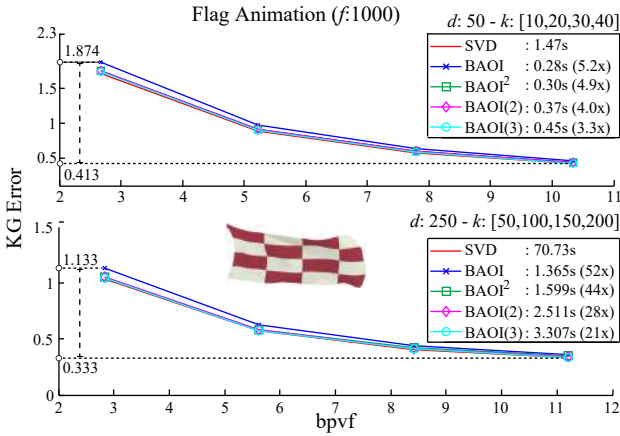 Flag Animation (f:1000)
d: 50 - k: [10,20,30,40]
2.3
1.874
1.5
1
0.5
0.413
SVD : 1.47s
BAOI : 0.28s (5.2x)
BAOI² : 0.30s (4.9x)
BAOI(2) : 0.37s (4.0x)
BAOI(3) : 0.45s (3.3x)
2 3 4 5 6 7 8 9 10 11
KG Error
d: 250 - k: [50,100,150,200]
1.5
1.133
1
0.5
0.333
0
SVD : 70.73s
BAOI : 1.365s (52x)
BAOI² : 1.599s (44x)
BAOI(2) : 2.511s (28x)
BAOI(3) : 3.307s (21x)
2 3 4 5 6 7 8 9 10 11 12
bpvf